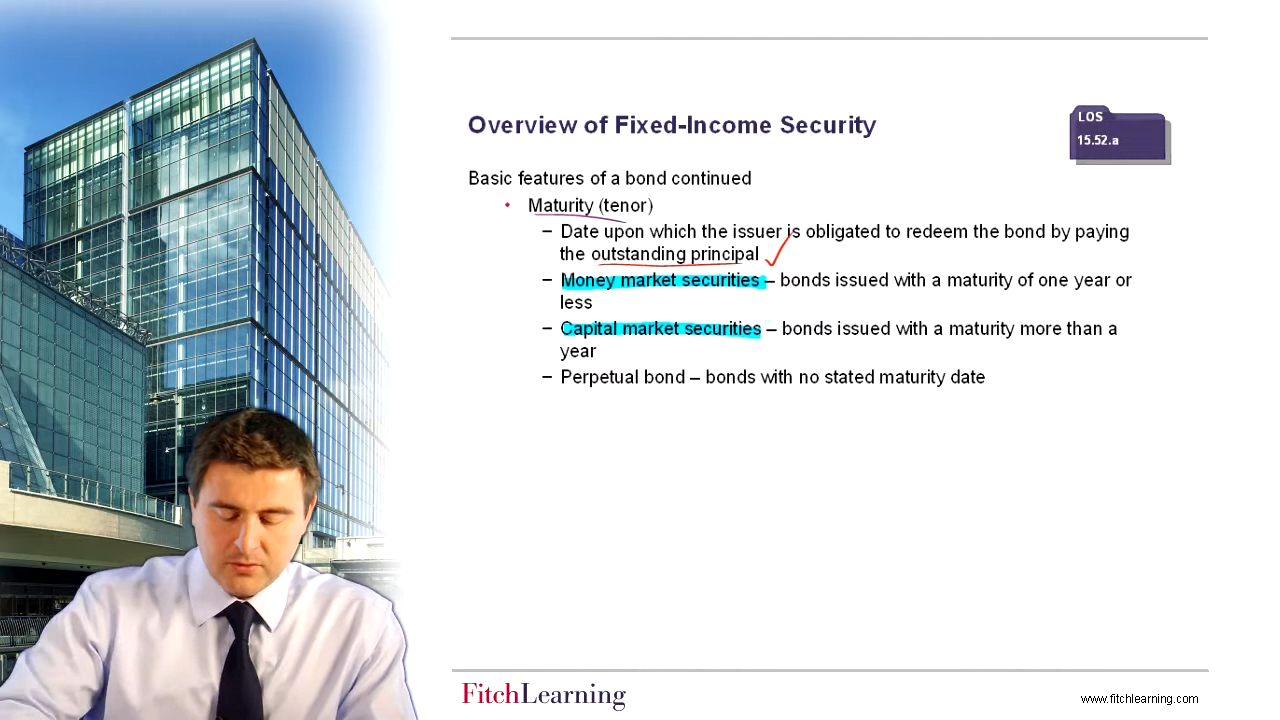 LOS
15.52.a
Overview of Fixed-Income Security
Basic features of a bond continued
• Maturity (tenor)
– Date upon which the issuer is obligated to redeem the bond by paying
the outstanding principal
– Money market securities – bonds issued with a maturity of one year or
less
– Capital market securities – bonds issued with a maturity more than a
year
– Perpetual bond – bonds with no stated maturity date
FitchLearning
www.fitchlearning.com